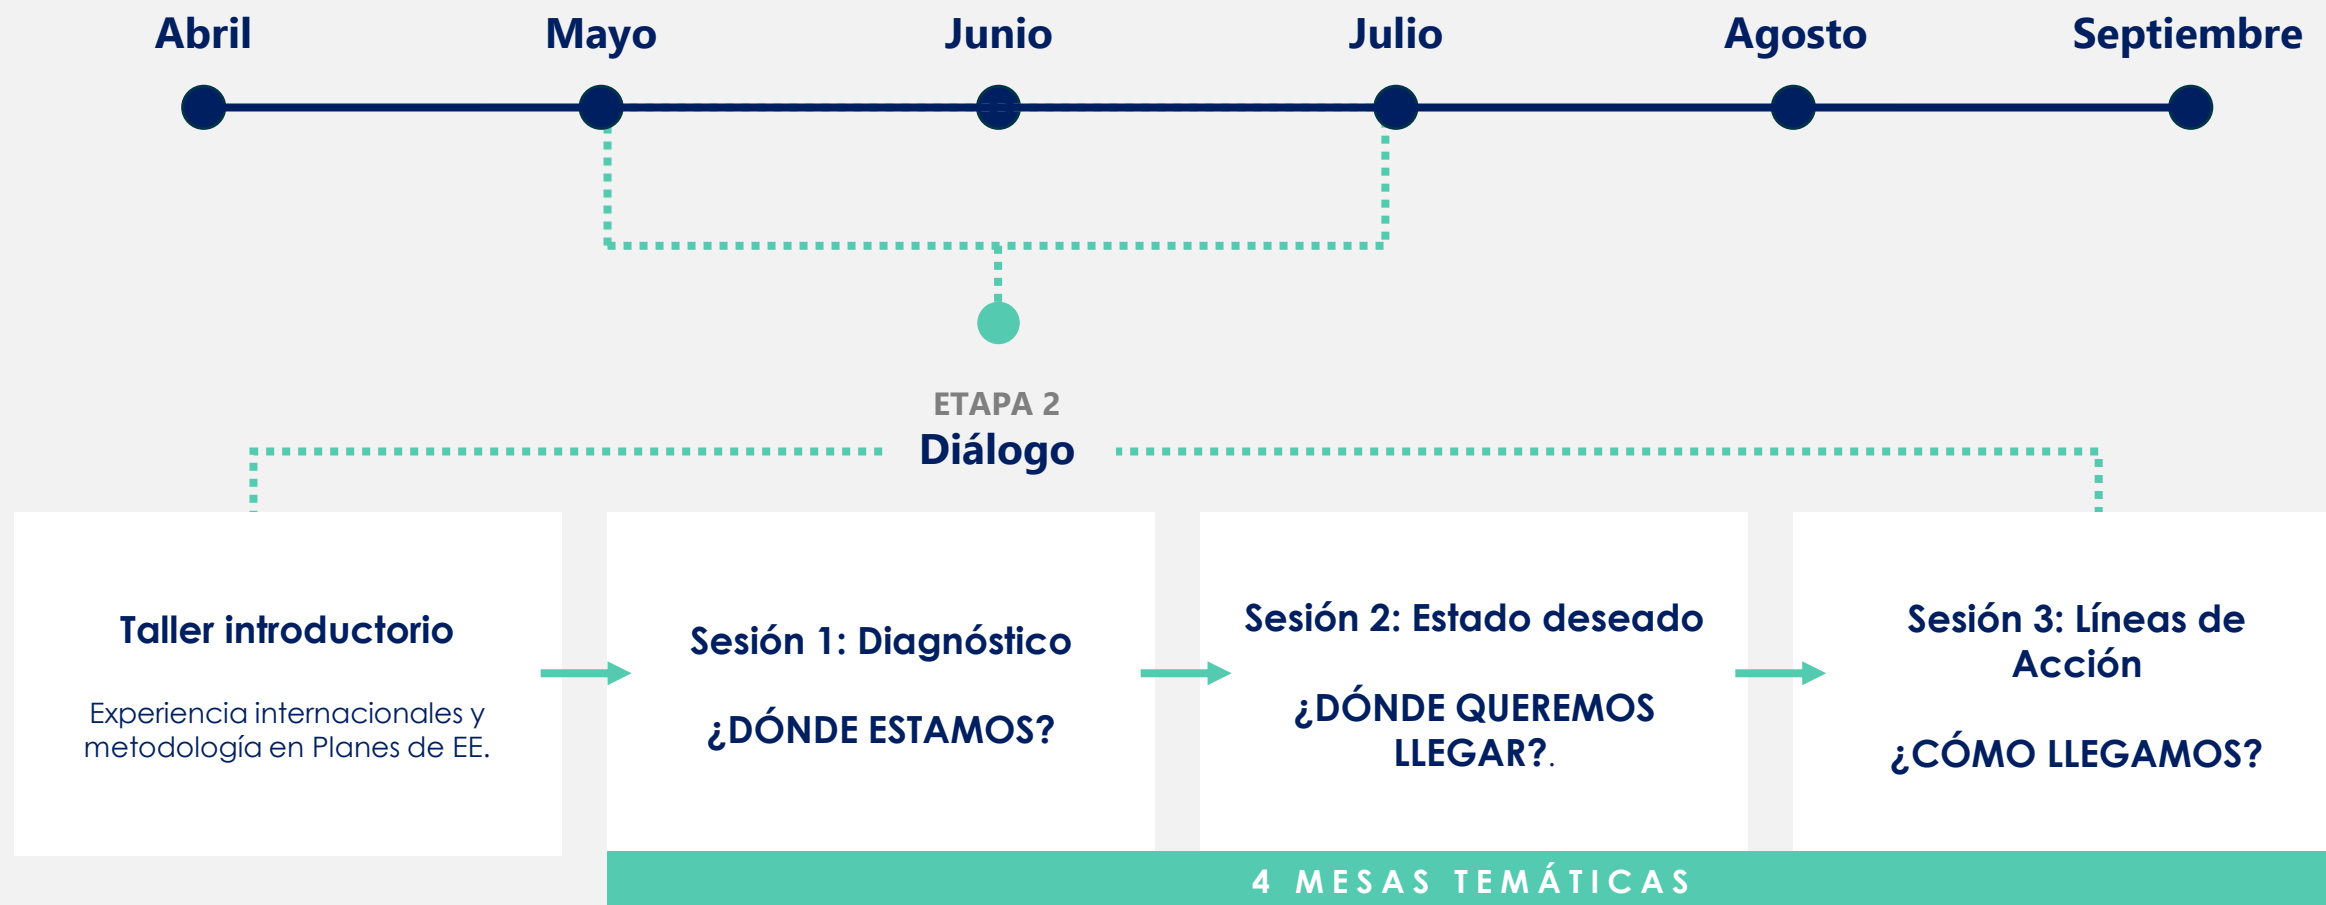 Abril Mayo Junio Julio Agosto Septiembre
ETAPA 2
Diálogo
Taller introductorio
Experiencia internacionales y
metodología en Planes de EE.
Sesión 1: Diagnóstico
¿DÓNDE ESTAMOS?
Sesión 2: Estado deseado
¿DÓNDE QUEREMOS
LLEGAR?.
Sesión 3: Líneas de
Acción
¿CÓMO LLEGAMOS?
4 MESAS TEMÁTICAS